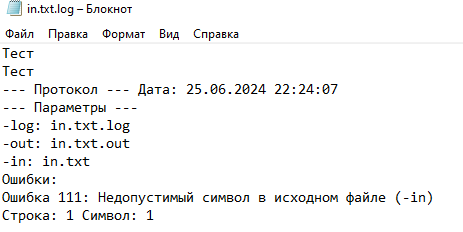 in.txt.log – Блокнот
Файл Правка Формат Вид Справка
Тест
Тест
--- Протокол --- Дата: 25.06.2024 22:24:07
--- Параметры ---
-log: in.txt.log
-out: in.txt.out
-in: in.txt
Ошибки:
Ошибка 111: Недопустимый символ в исходном файле (-in)
Строка: 1 Символ: 1